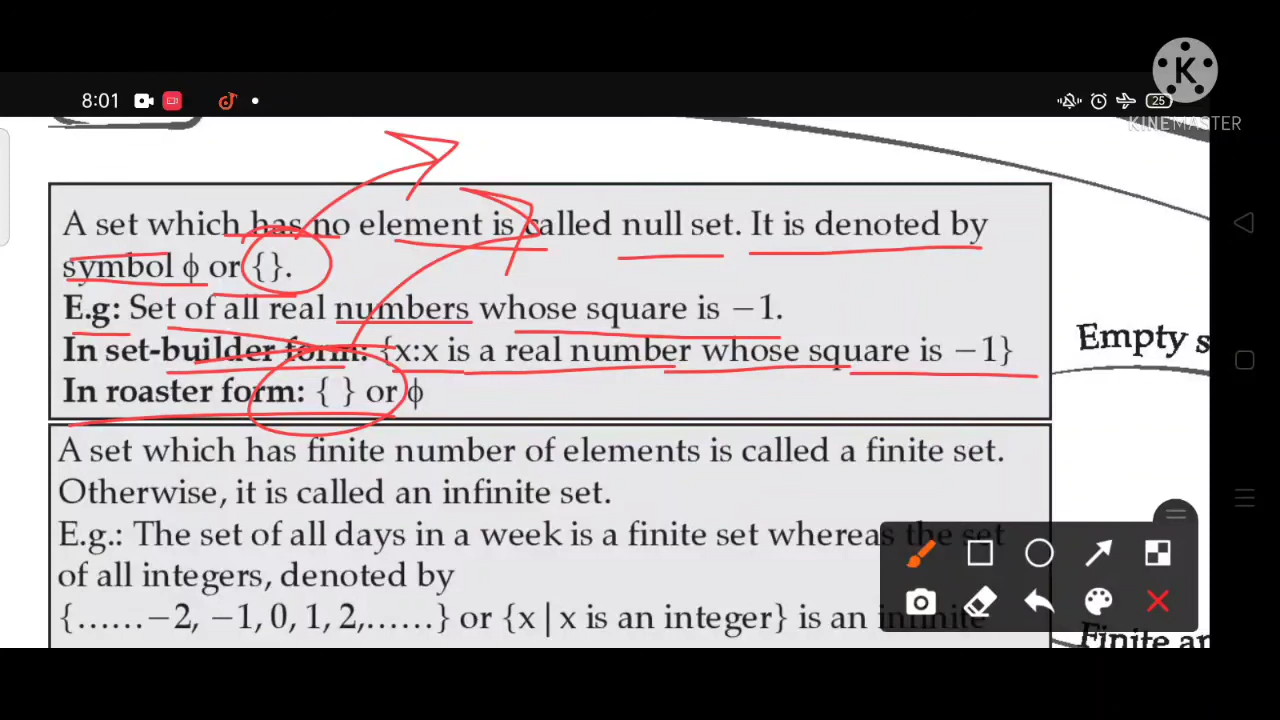 8:01
25
K
KINEMASTER
A set which has no element is called null set. It is denoted by
symbol ϕ or {}.
E.g: Set of all real numbers whose square is −1.
In set-builder form: {x:x is a real number whose square is −1}
In roaster form: { } or ϕ
Empty s
A set which has finite number of elements is called a finite set.
Otherwise, it is called an infinite set.
E.g.: The set of all days in a week is a finite set whereas the set
of all integers, denoted by
{......−2, −1, 0, 1, 2,......} or {x | x is an integer} is an infinite
Finite an